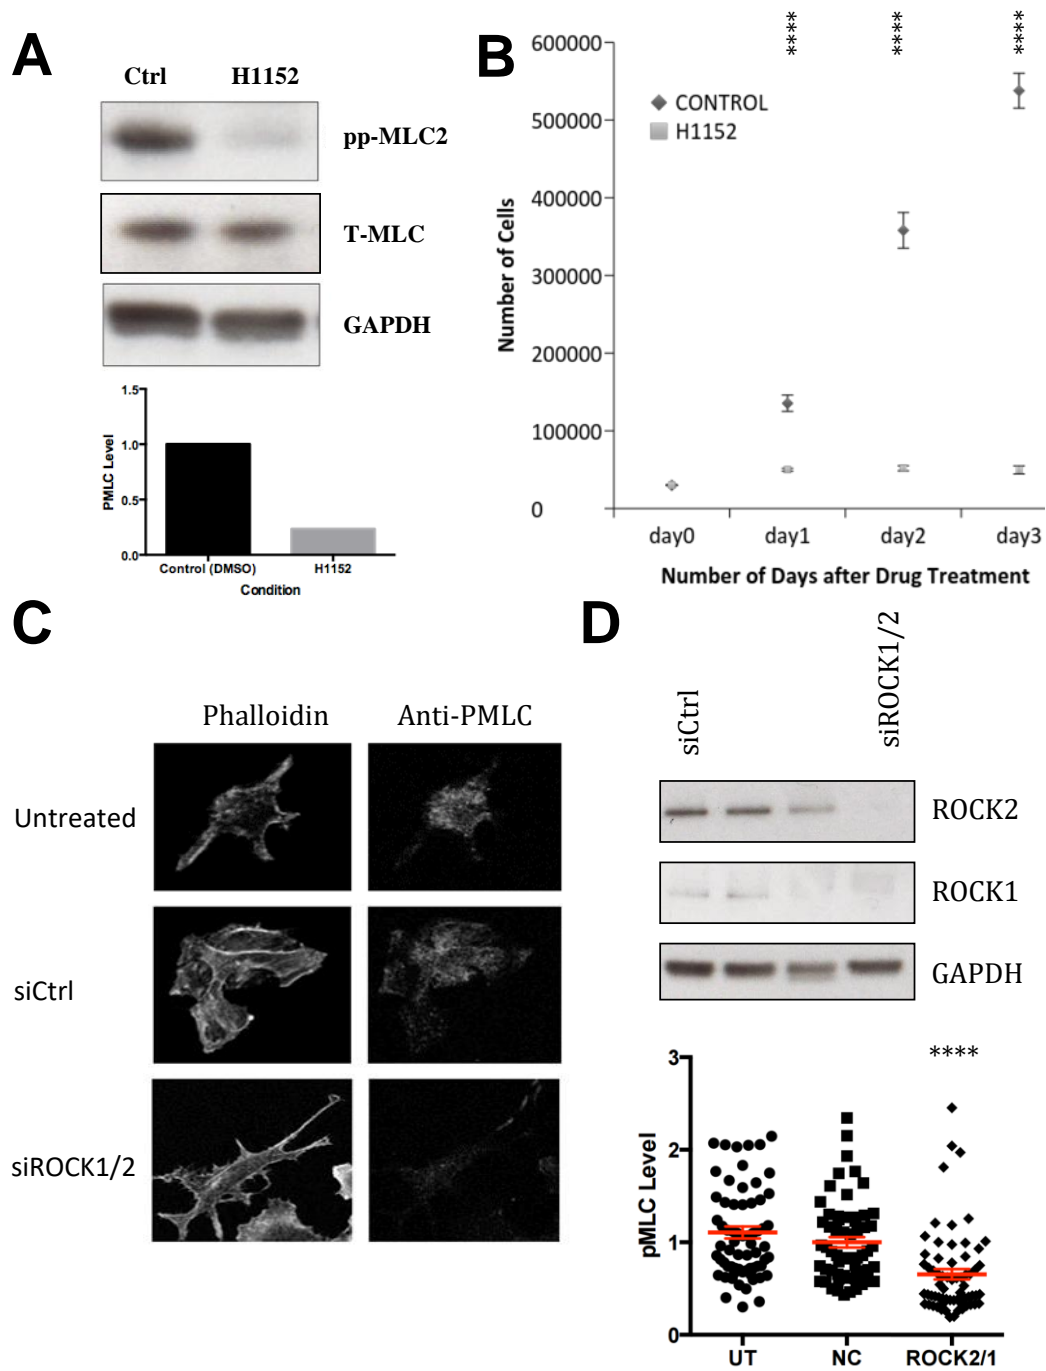 A
Ctrl H1152
pp-MLC2
T-MLC
GAPDH
1.5
1.0
0.5
0.0
PMLC Level
Control (DMSO) H1152
Condition
B
**** **** ****
600000
500000
400000
300000
200000
100000
0
Number of Cells
CONTROL
H1152
day0 day1 day2 day3
Number of Days after Drug Treatment
C
Phalloidin Anti-PMLC
Untreated
siCtrl
siROCK1/2
D
siCtrl siROCK1/2
ROCK2
ROCK1
GAPDH
****
3
2
1
0
pMLC Level
UT NC ROCK2/1